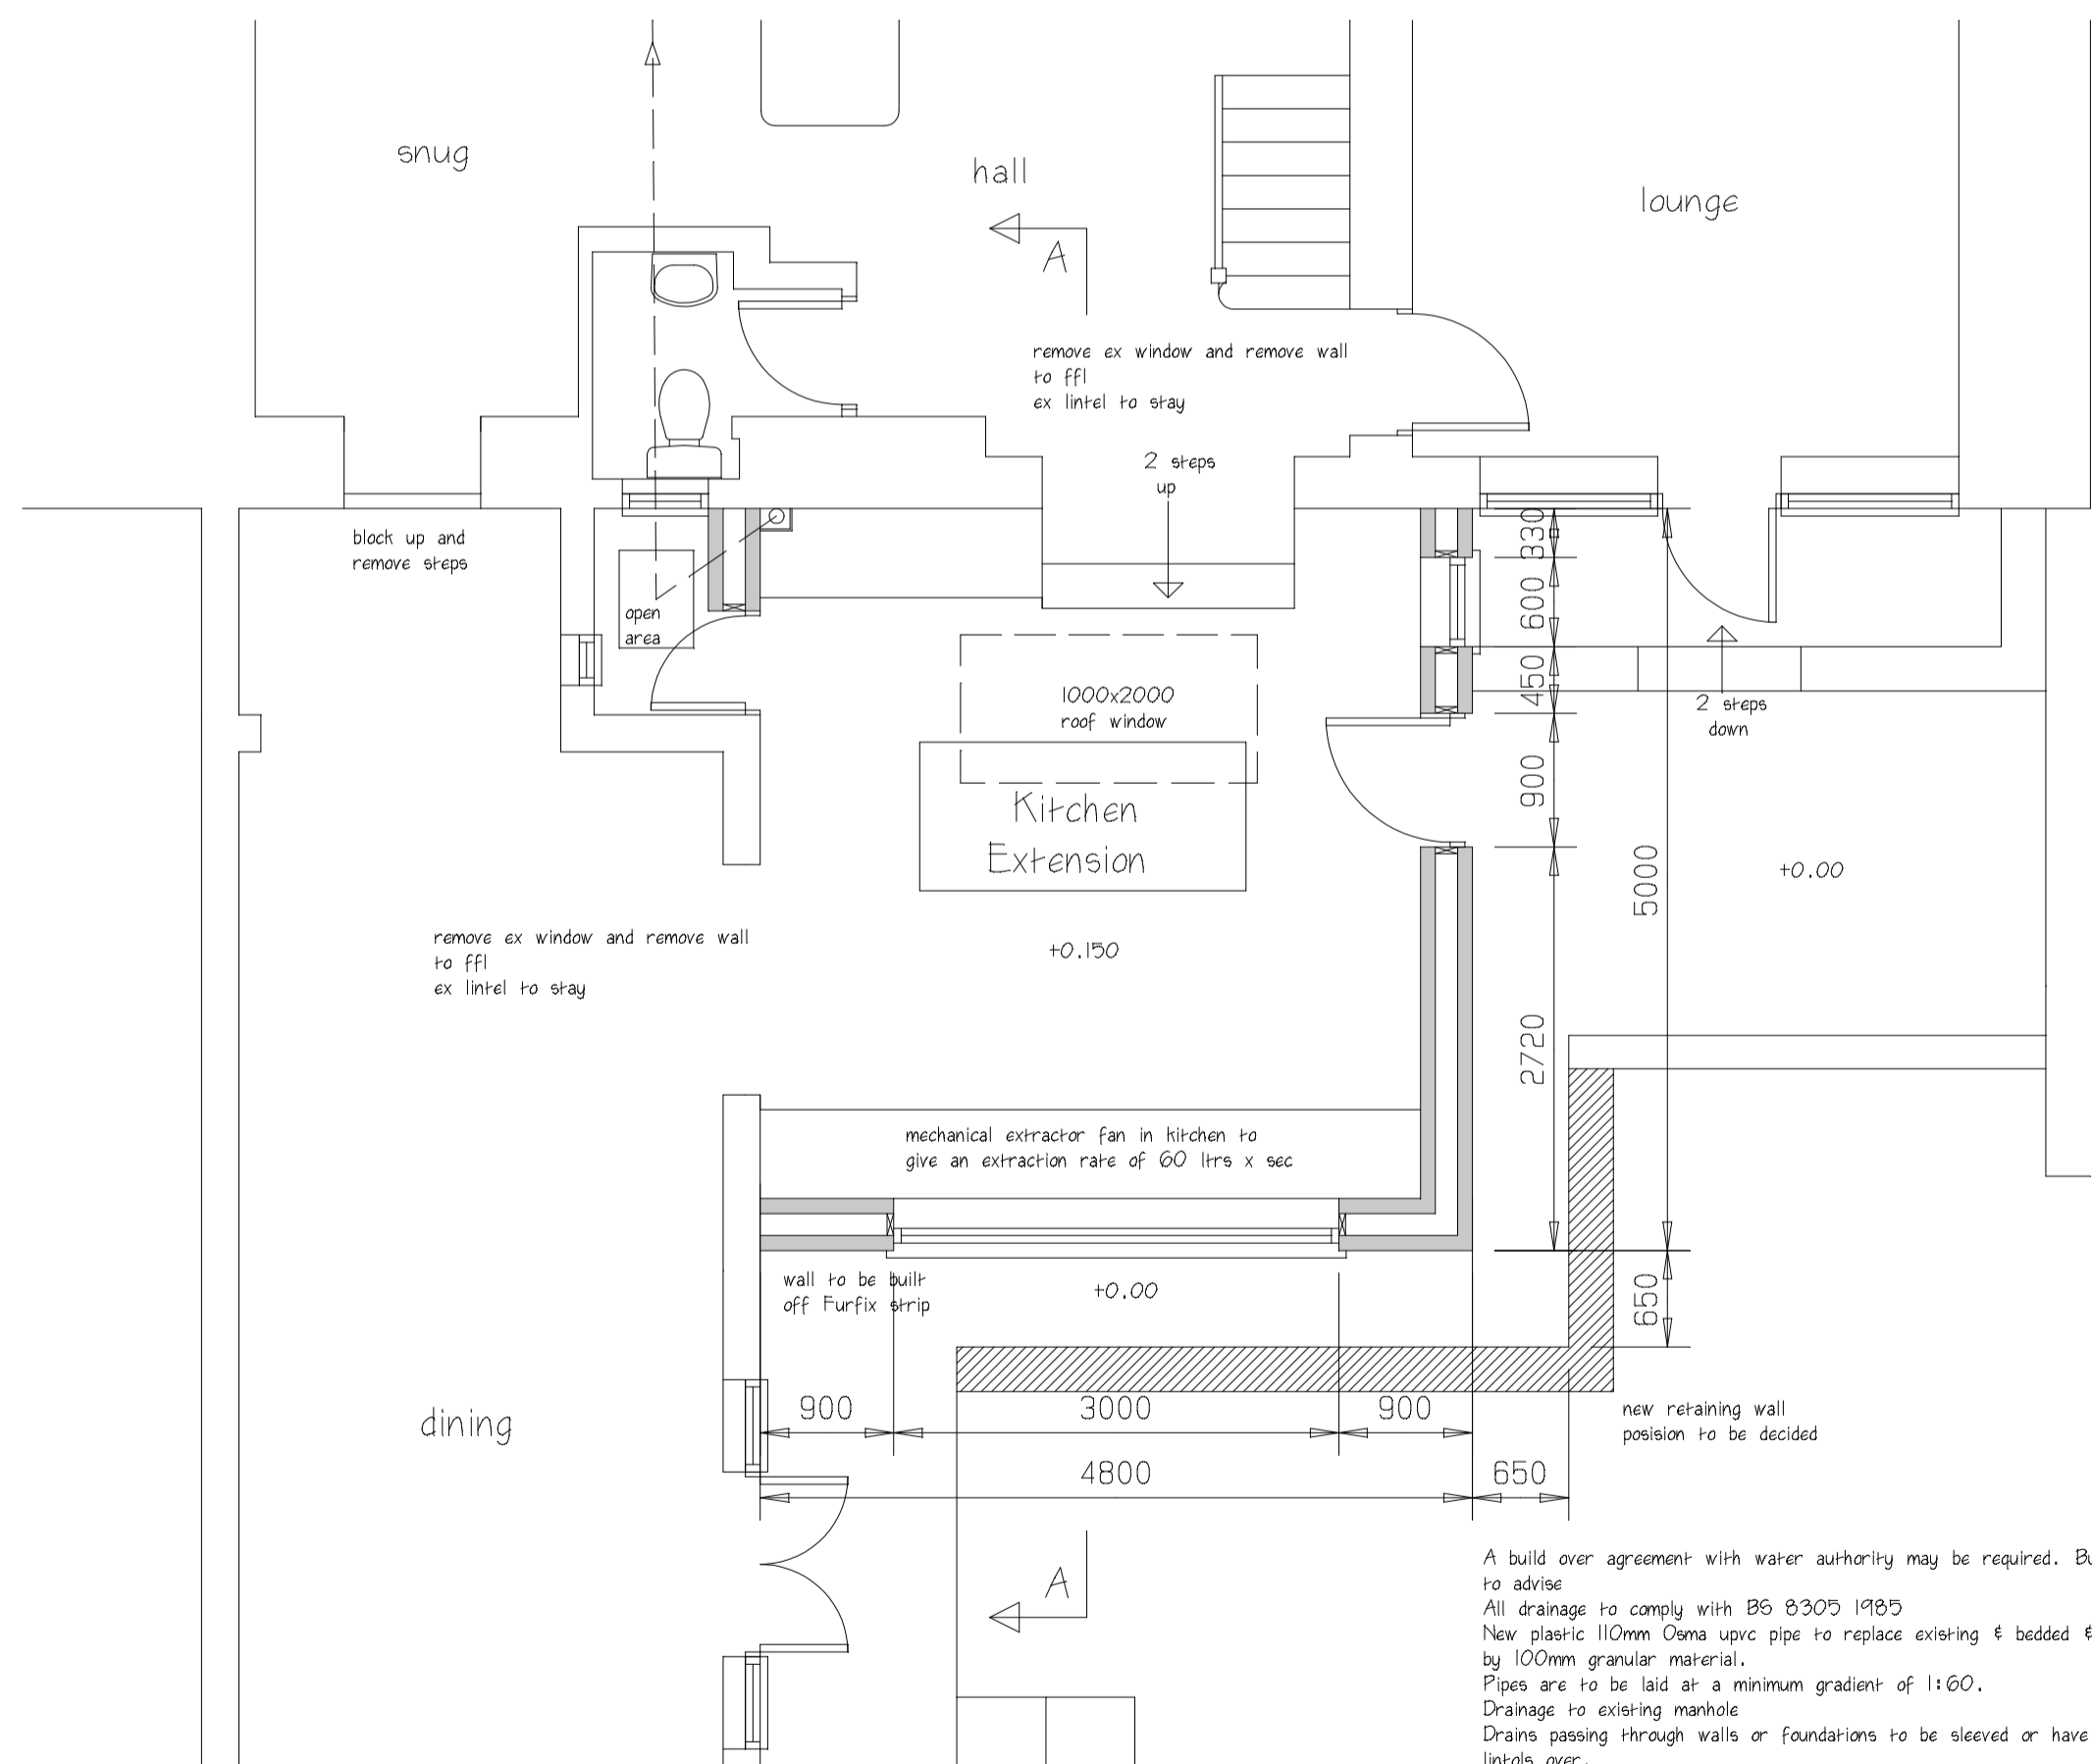 snug
hall
lounge
A
remove ex window and remove wall
to ffl
ex lintel to stay
2 steps
up
block up and
remove steps
open
area
330
600
450
900
2720
5000
650
1000x2000
roof window
2 steps
down
Kitchen
Extension
+0.00
+0.150
remove ex window and remove wall
to ffl
ex lintel to stay
mechanical extractor fan in kitchen to
give an extraction rate of 60 ltrs x sec
wall to be built
off Furfix strip
+0.00
dining
900
3000
900
4800
650
new retaining wall
posision to be decided
A
A build over agreement with water authority may be required. Bu
to advise
All drainage to comply with BS 8305 1985
New plastic 110mm Osma upvc pipe to replace existing & bedded &
by 100mm granular material.
Pipes are to be laid at a minimum gradient of 1:60.
Drainage to existing manhole
Drains passing through walls or foundations to be sleeved or have
lintols over.